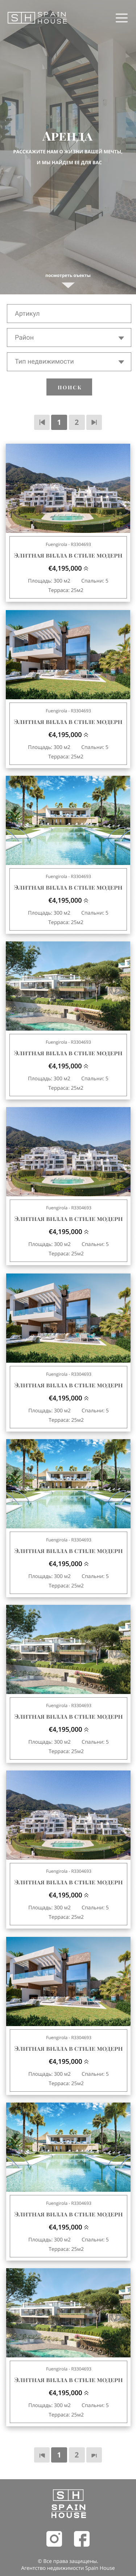 SH SPAIN HOUSE
Аренда
РАССКАЖИТЕ НАМ О ЖИЗНИ ВАШЕЙ МЕЧТЫ,
И МЫ НАЙДЕМ ЕЕ ДЛЯ ВАС
посмотреть объекты
Артикул
Район
Тип недвижимости
ПОИСК
1 2
Fuengirola - R3304693
Элитная вилла в стиле модерн
€4,195,000
Площадь: 300 м2 Спальни: 5
Терраса: 25м2
Fuengirola - R3304693
Элитная вилла в стиле модерн
€4,195,000
Площадь: 300 м2 Спальни: 5
Терраса: 25м2
Fuengirola - R3304693
Элитная вилла в стиле модерн
€4,195,000
Площадь: 300 м2 Спальни: 5
Терраса: 25м2
Fuengirola - R3304693
Элитная вилла в стиле модерн
€4,195,000
Площадь: 300 м2 Спальни: 5
Терраса: 25м2
Fuengirola - R3304693
Элитная вилла в стиле модерн
€4,195,000
Площадь: 300 м2 Спальни: 5
Терраса: 25м2
Fuengirola - R3304693
Элитная вилла в стиле модерн
€4,195,000
Площадь: 300 м2 Спальни: 5
Терраса: 25м2
Fuengirola - R3304693
Элитная вилла в стиле модерн
€4,195,000
Площадь: 300 м2 Спальни: 5
Терраса: 25м2
Fuengirola - R3304693
Элитная вилла в стиле модерн
€4,195,000
Площадь: 300 м2 Спальни: 5
Терраса: 25м2
Fuengirola - R3304693
Элитная вилла в стиле модерн
€4,195,000
Площадь: 300 м2 Спальни: 5
Терраса: 25м2
Fuengirola - R3304693
Элитная вилла в стиле модерн
€4,195,000
Площадь: 300 м2 Спальни: 5
Терраса: 25м2
Fuengirola - R3304693
Элитная вилла в стиле модерн
€4,195,000
Площадь: 300 м2 Спальни: 5
Терраса: 25м2
Fuengirola - R3304693
Элитная вилла в стиле модерн
€4,195,000
Площадь: 300 м2 Спальни: 5
Терраса: 25м2
1 2
SH
SPAIN
HOUSE
© Все права защищены.
Агентство недвижимости Spain House